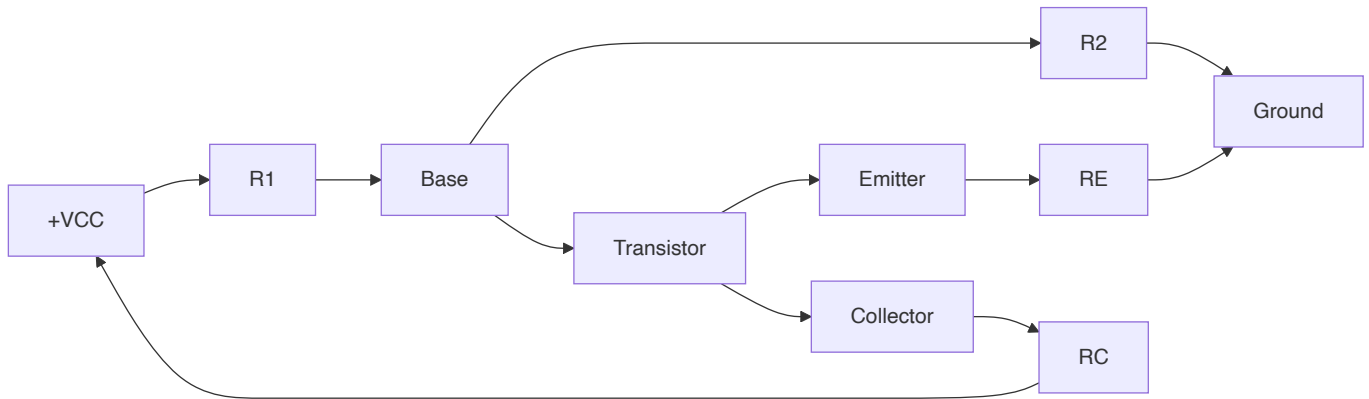 +VCC
R1
Base
R2
Ground
Transistor
Emitter
RE
Collector
RC